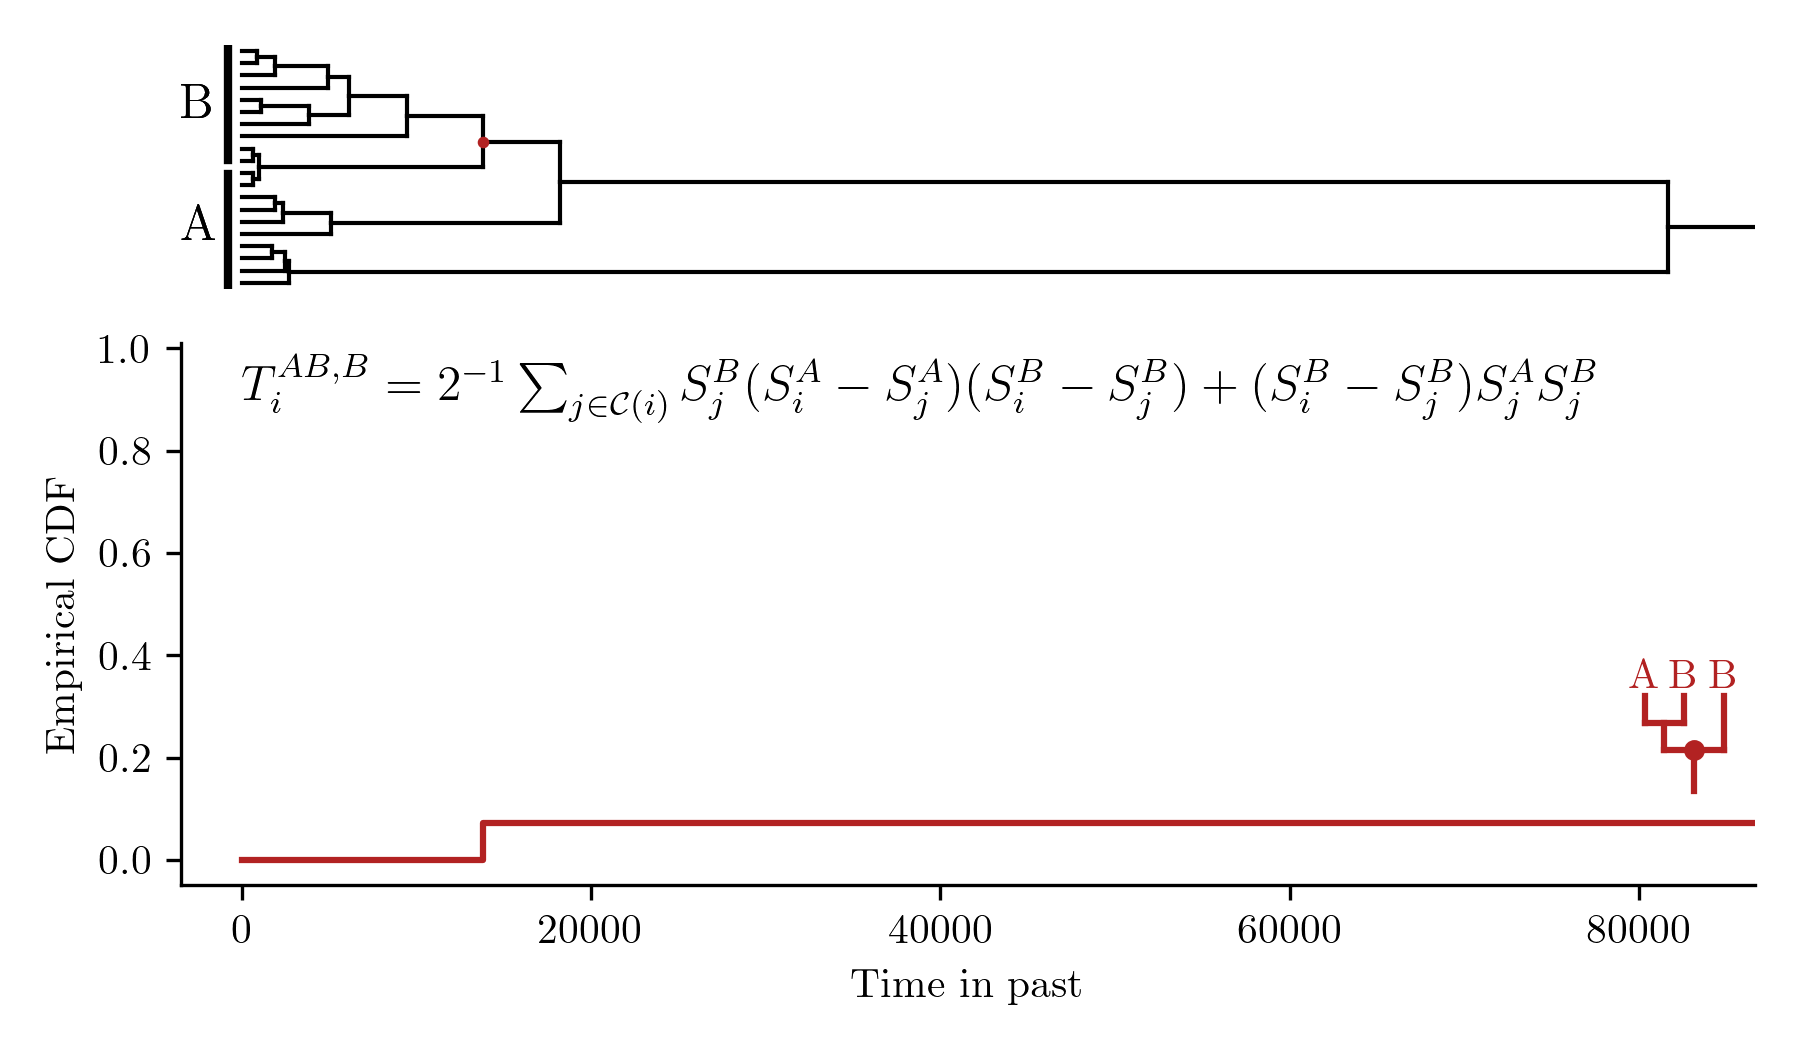 B
A
1.0
T_i^{AB,B} = 2^{-1} \sum_{j \in \mathcal{C}(i)} S_j^B (S_i^A - S_j^A)(S_i^B - S_j^B) + (S_i^B - S_j^B) S_j^A S_j^B
0.8
0.6
0.4
0.2
0.0
Empirical CDF
A B B
0 20000 40000 60000 80000
Time in past